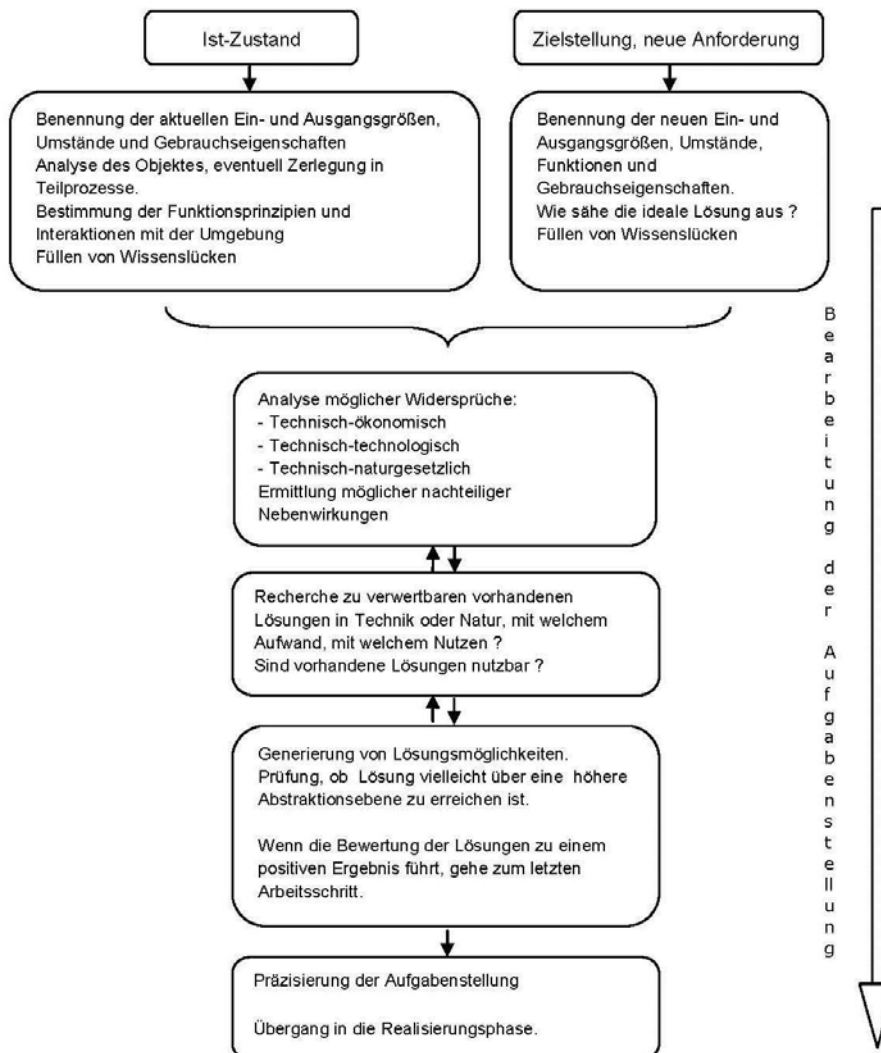 Ist-Zustand
Zielstellung, neue Anforderung
Benennung der aktuellen Ein- und Ausgangsgrößen,
Umstände und Gebrauchseigenschaften
Analyse des Objektes, eventuell Zerlegung in
Teilprozesse.
Bestimmung der Funktionsprinzipien und
Interaktionen mit der Umgebung
Füllen von Wissenslücken
Benennung der neuen Ein- und
Ausgangsgrößen, Umstände,
Funktionen und
Gebrauchseigenschaften.
Wie sähe die ideale Lösung aus ?
Füllen von Wissenslücken
Analyse möglicher Widersprüche:
- Technisch-ökonomisch
- Technisch-technologisch
- Technisch-naturgesetzlich
Ermittlung möglicher nachteiliger
Nebenwirkungen
Recherche zu verwertbaren vorhandenen
Lösungen in Technik oder Natur, mit welchem
Aufwand, mit welchem Nutzen ?
Sind vorhandene Lösungen nutzbar ?
Generierung von Lösungsmöglichkeiten.
Prüfung, ob Lösung vielleicht über eine höhere
Abstraktionsebene zu erreichen ist.
Wenn die Bewertung der Lösungen zu einem
positiven Ergebnis führt, gehe zum letzten
Arbeitsschritt.
Präzisierung der Aufgabenstellung
Übergang in die Realisierungsphase.
Bearbeitung der Aufgabenstellung